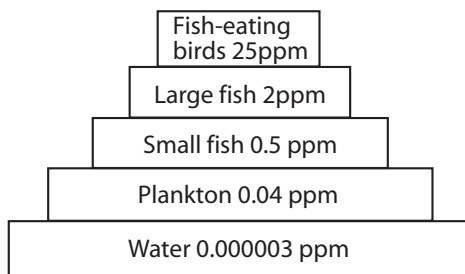 Fish-eating
birds 25ppm
Large fish 2ppm
Small fish 0.5 ppm
Plankton 0.04 ppm
Water 0.000003 ppm